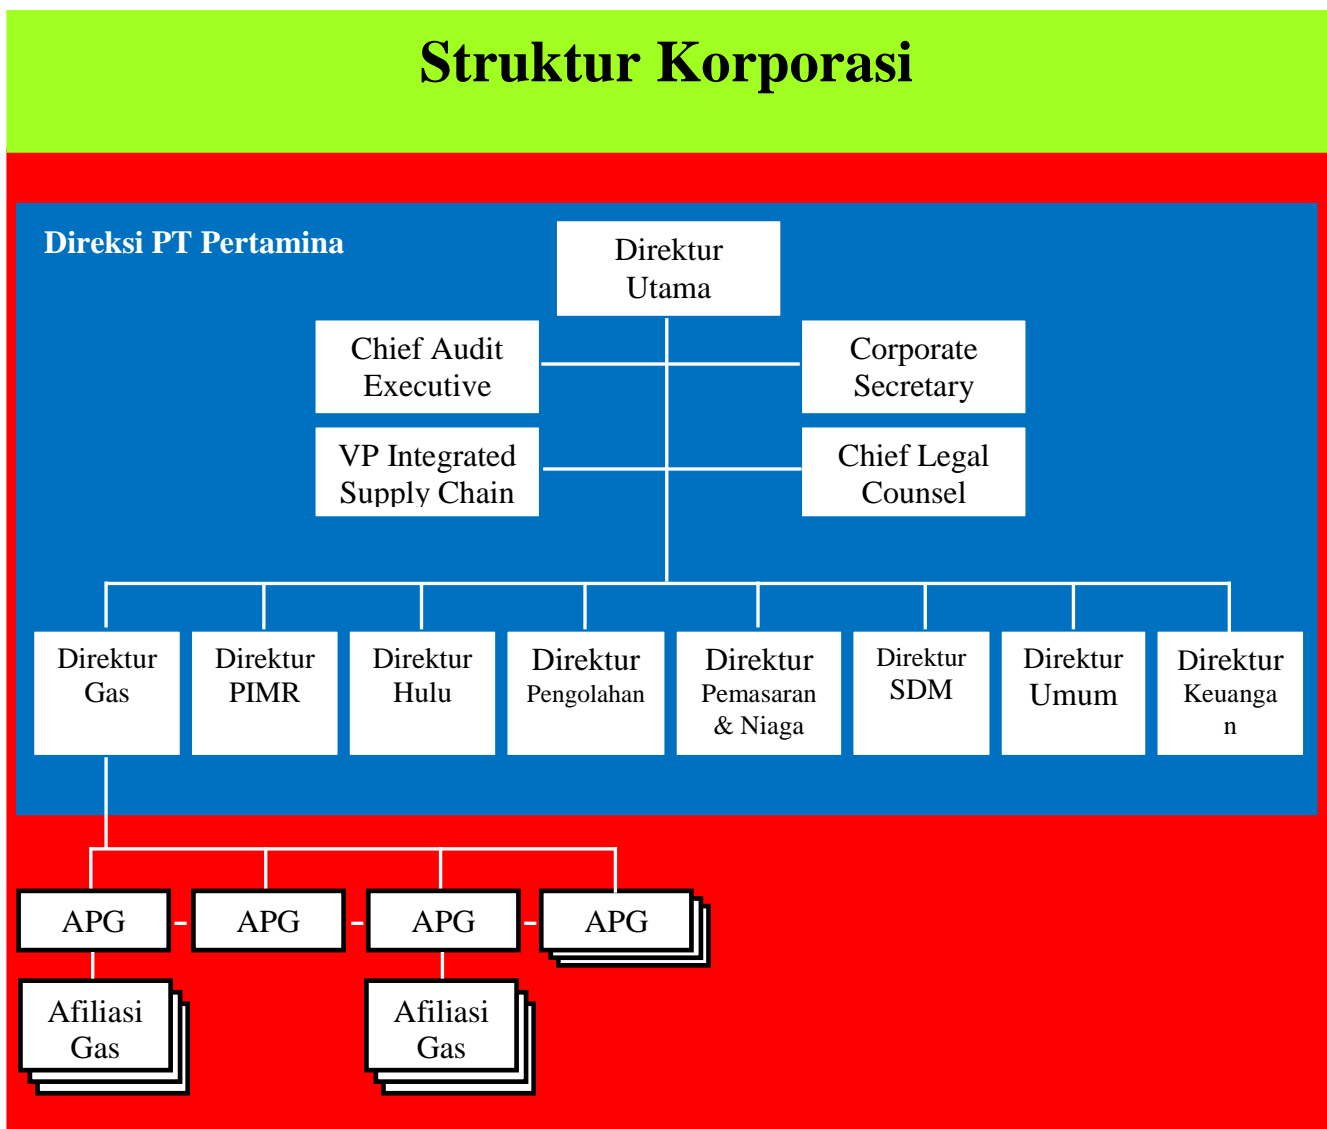 Struktur Korporasi
Direksi PT Pertamina
Direktur
Utama
Chief Audit
Executive
Corporate
Secretary
VP Integrated
Supply Chain
Chief Legal
Counsel
Direktur
Gas
Direktur
PIMR
Direktur
Hulu
Direktur
Pengolahan
Direktur
Pemasaran
& Niaga
Direktur
SDM
Direktur
Umum
Direktur
Keuanga
n
APG
APG
APG
APG
Afiliasi
Gas
Afiliasi
Gas